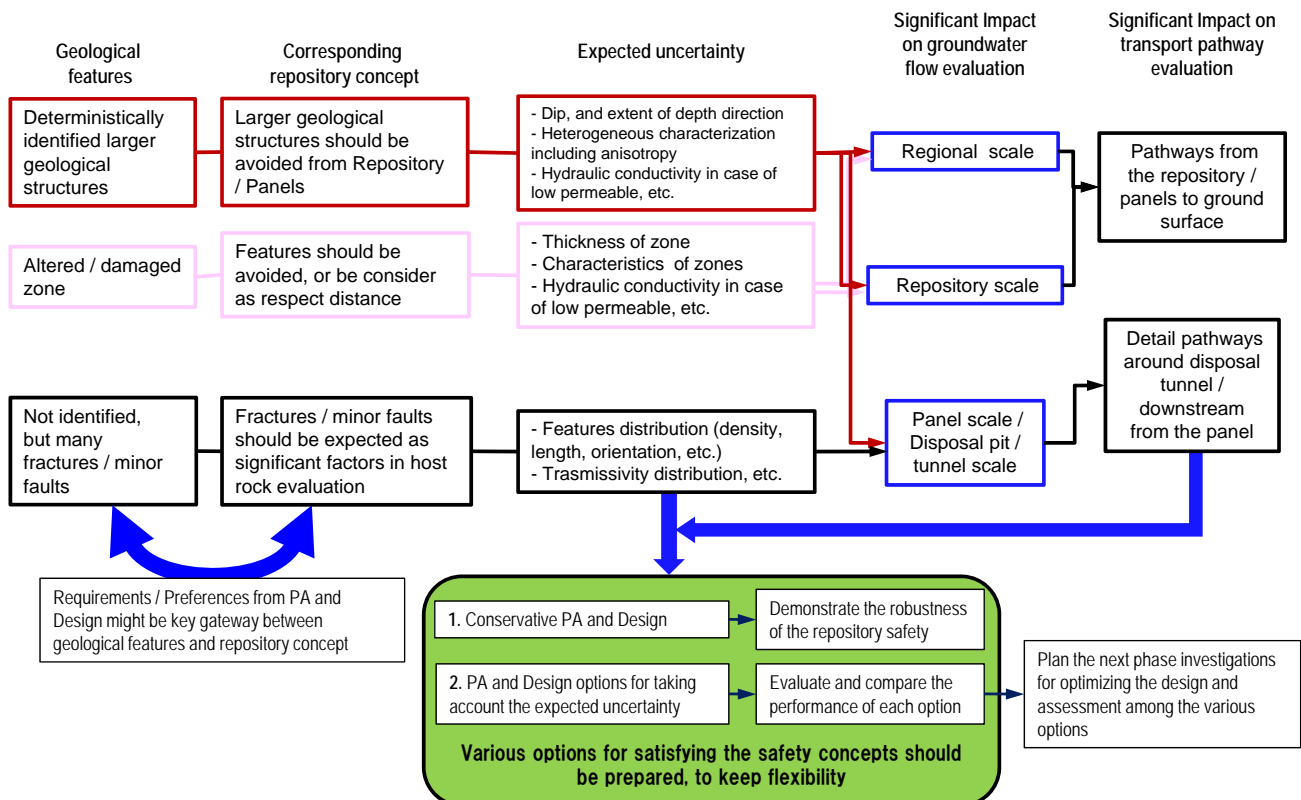 Geological
features
Corresponding
repository concept
Expected uncertainty
Significant Impact
on groundwater
flow evaluation
Significant Impact on
transport pathway
evaluation
Deterministically
identified larger
geological
structures
Larger geological
structures should be
avoided from Repository
/ Panels
- Dip, and extent of depth direction
- Heterogeneous characterization
including anisotropy
- Hydraulic conductivity in case of
low permeable, etc.
Regional scale
Pathways from
the repository /
panels to ground
surface
Altered / damaged
zone
Features should be
avoided, or be consider
as respect distance
- Thickness of zone
- Characteristics of zones
- Hydraulic conductivity in case
of low permeable, etc.
Repository scale
Not identified,
but many
fractures / minor
faults
Fractures / minor faults
should be expected as
significant factors in host
rock evaluation
- Features distribution (density,
length, orientation, etc.)
- Trasmissivity distribution, etc.
Panel scale /
Disposal pit /
tunnel scale
Detail pathways
around disposal
tunnel /
downstream
from the panel
Requirements / Preferences from PA and
Design might be key gateway between
geological features and repository concept
1. Conservative PA and Design
Demonstrate the robustness
of the repository safety
2. PA and Design options for taking
account the expected uncertainty
Evaluate and compare the
performance of each option
Various options for satisfying the safety concepts should
be prepared, to keep flexibility
Plan the next phase investigations
for optimizing the design and
assessment among the various
options